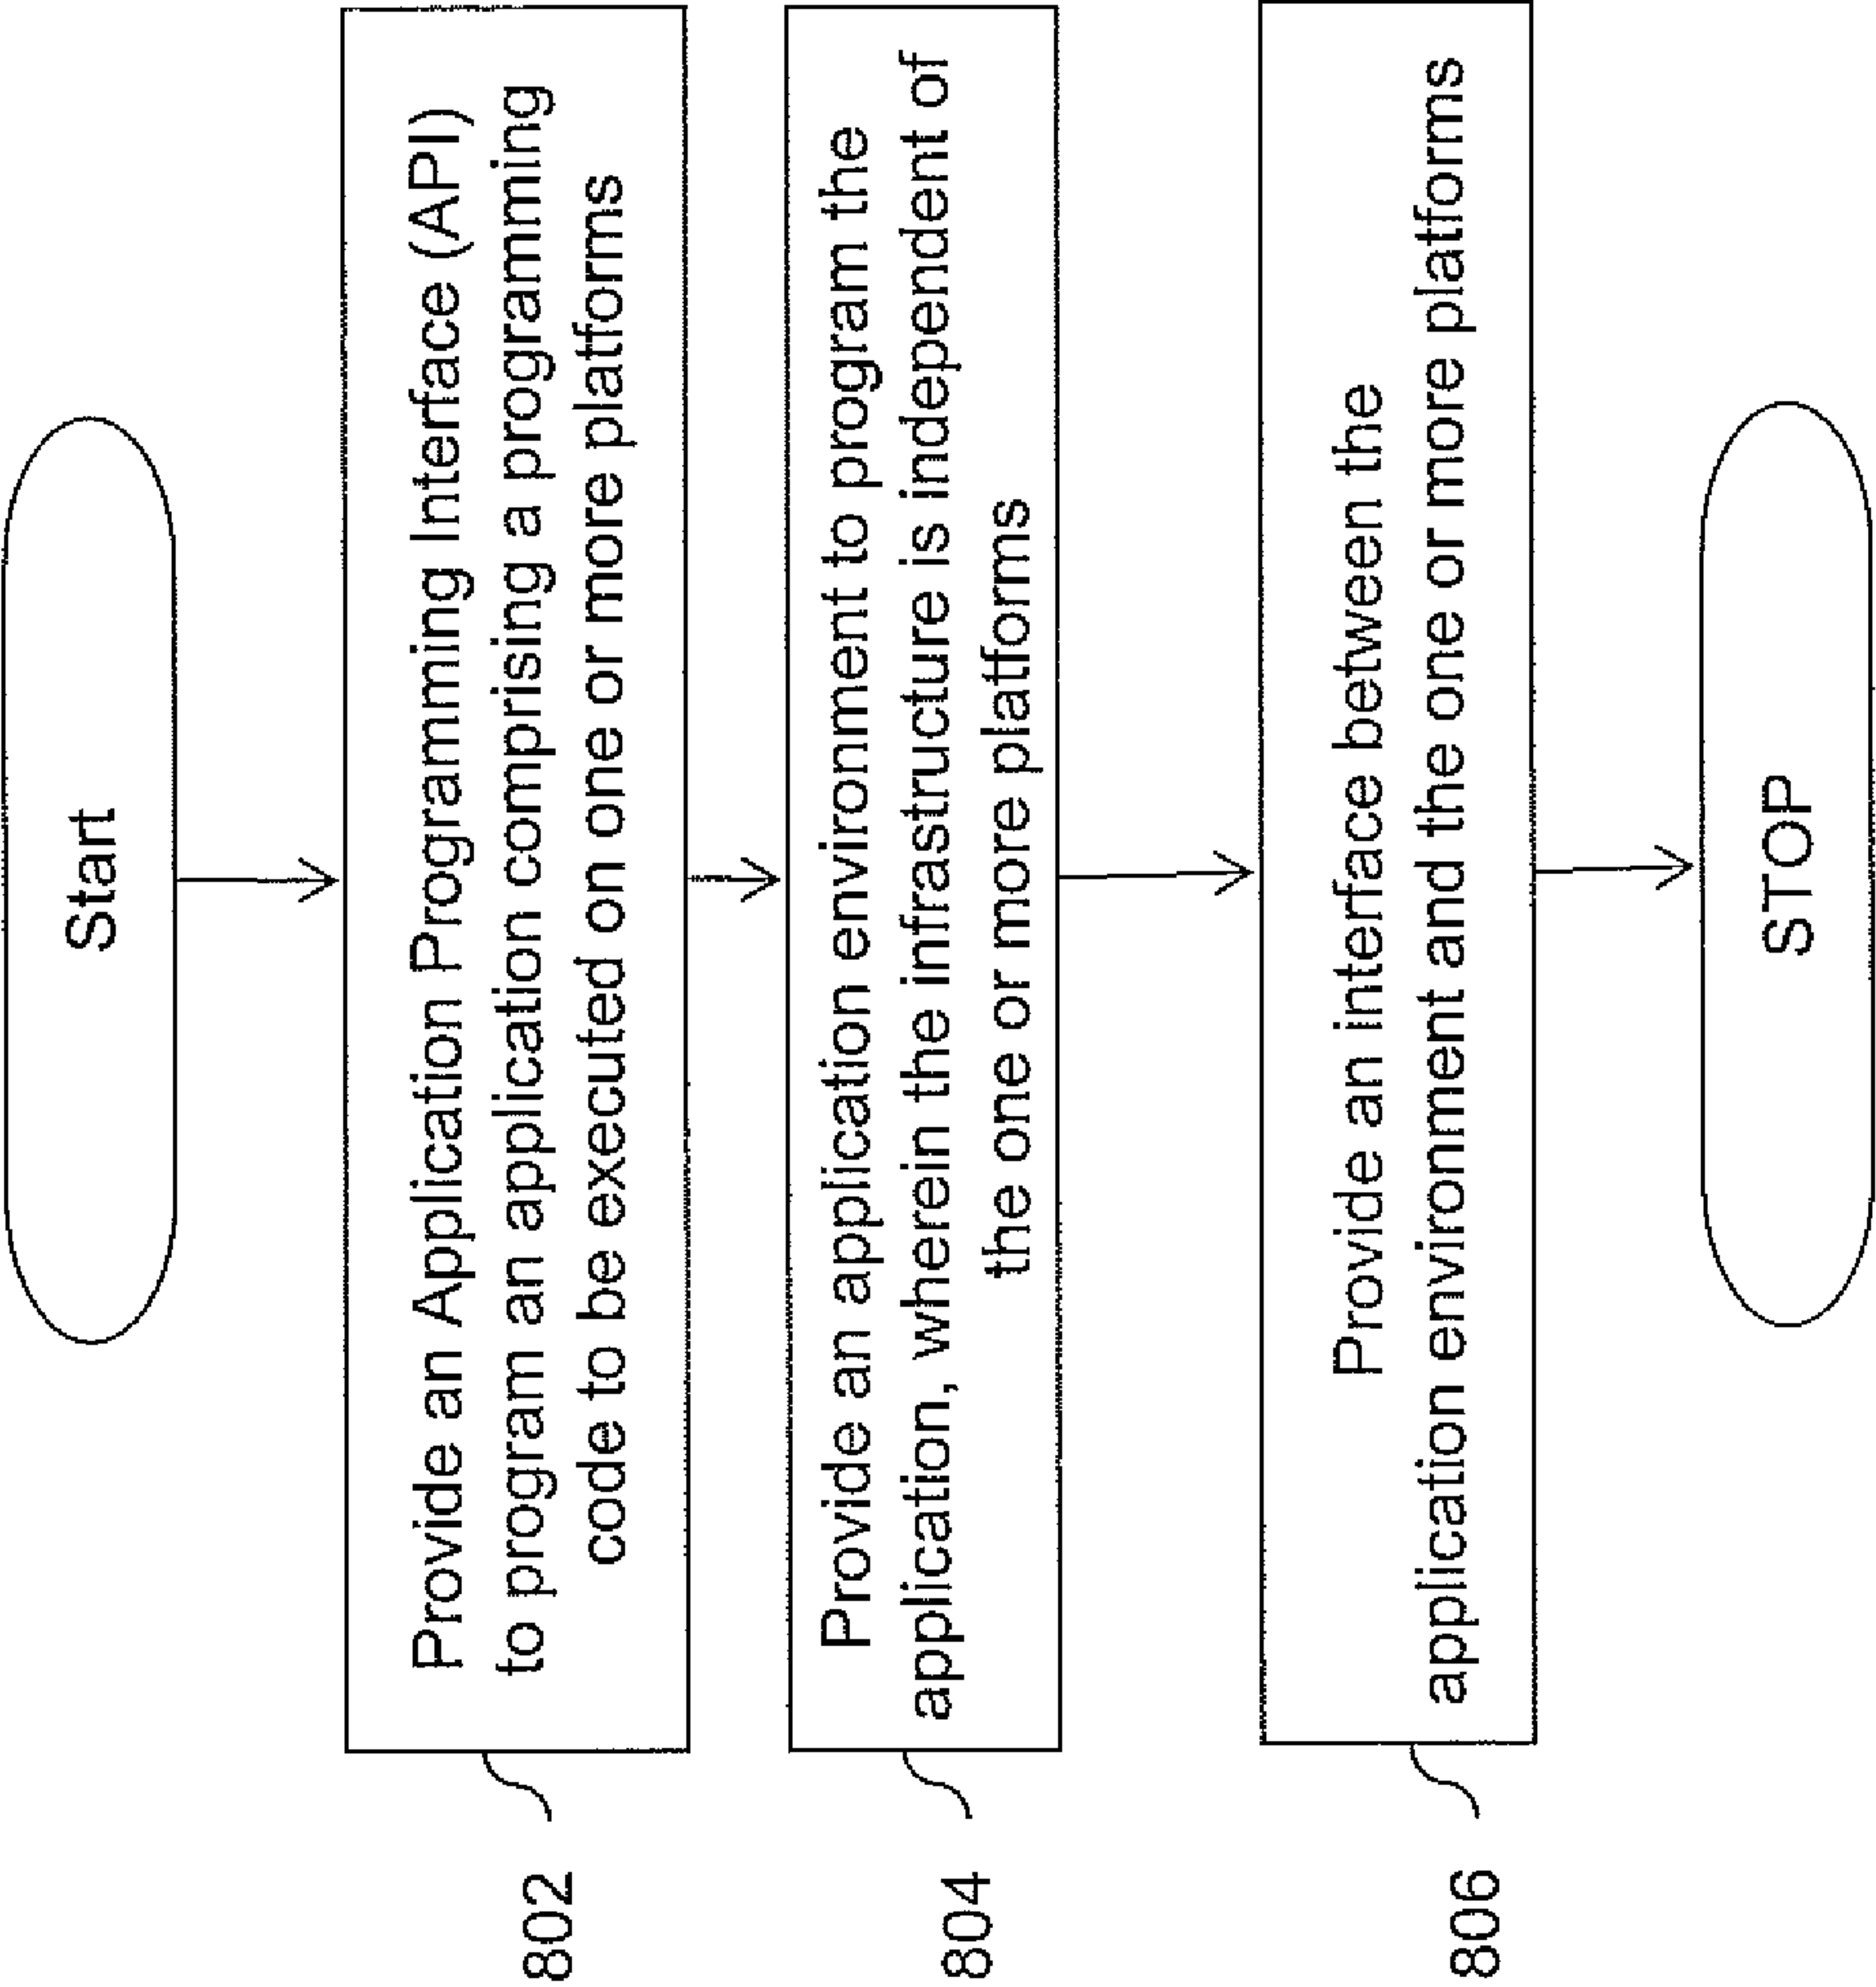 Start
802
Provide an Application Programming Interface (API)
to program an application comprising a programming
code to be executed on one or more platforms
804
Provide an application environment to program the
application, wherein the infrastructure is independent of
the one or more platforms
806
Provide an interface between the
application environment and the one or more platforms
STOP